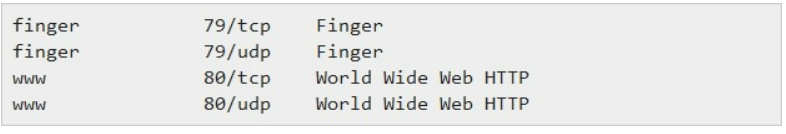 finger 79/tcp Finger
finger 79/udp Finger
www 80/tcp World Wide Web HTTP
www 80/udp World Wide Web HTTP